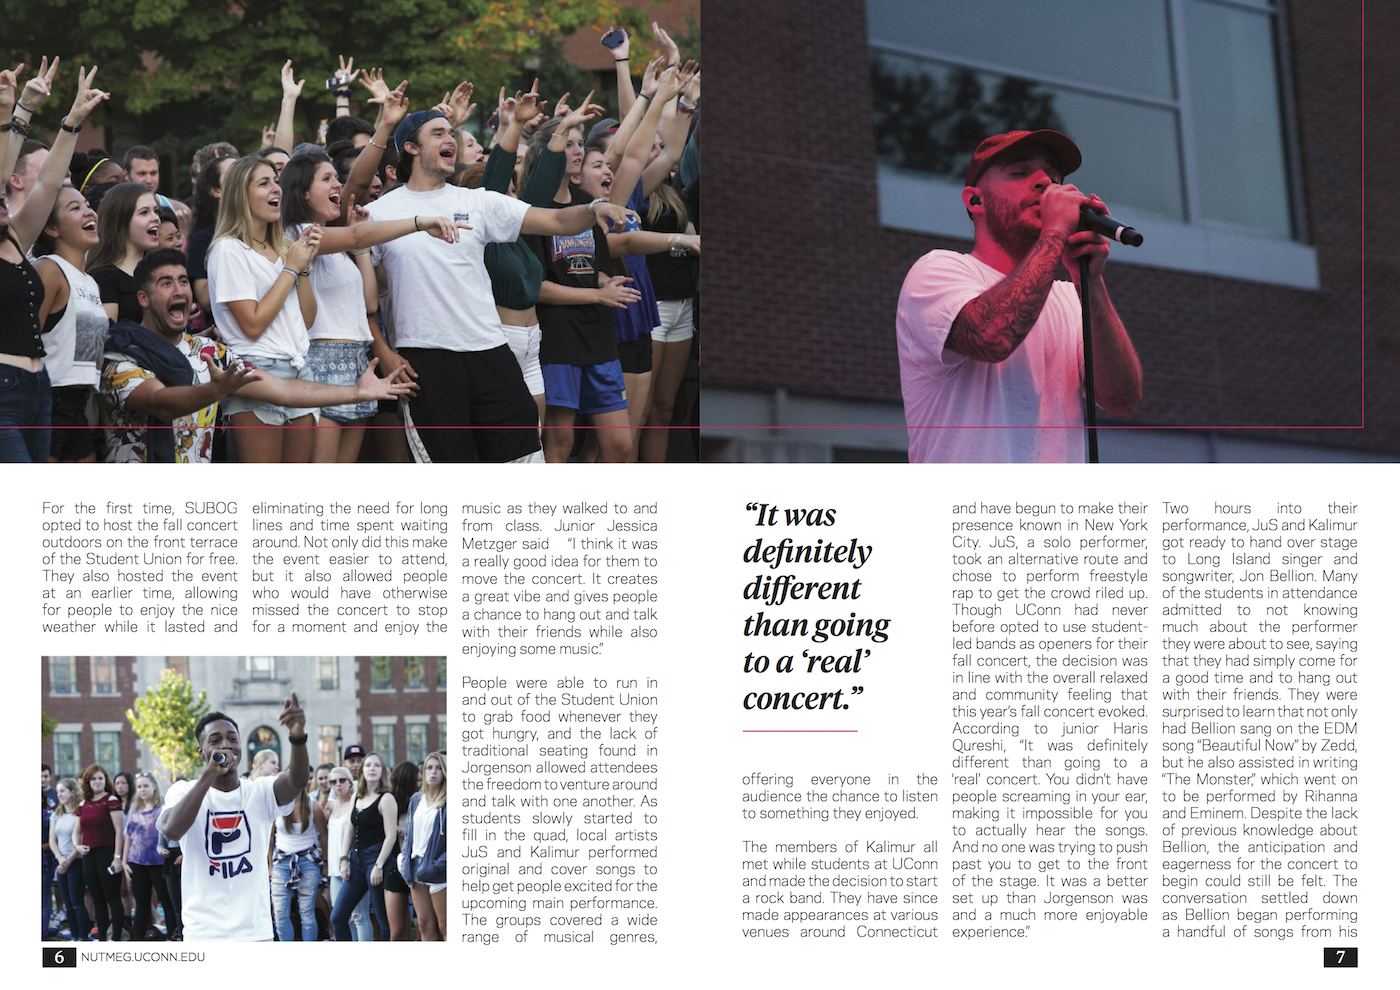 For the first time, SUBOG
opted to host the fall concert
outdoors on the front terrace
of the Student Union for free.
They also hosted the event
at an earlier time, allowing
for people to enjoy the nice
weather while it lasted and
eliminating the need for long
lines and time spent waiting
around. Not only did this make
the event easier to attend,
but it also allowed people
who would have otherwise
missed the concert to stop
for a moment and enjoy the
music as they walked to and
from class. Junior Jessica
Metzger said “I think it was
a really good idea for them to
move the concert. It creates
a great vibe and gives people
a chance to hang out and talk
with their friends while also
enjoying some music.”
People were able to run in
and out of the Student Union
to grab food whenever they
got hungry, and the lack of
traditional seating found in
Jorgenson allowed attendees
the freedom to venture around
and talk with one another. As
students slowly started to
fill in the quad, local artists
JuS and Kalimur performed
original and cover songs to
help get people excited for the
upcoming main performance.
The groups covered a wide
range of musical genres,
FILA
6 NUTMEG.UCONN.EDU
“It was
definitely
different
than going
to a ‘real’
concert.”
offering everyone in the
audience the chance to listen
to something they enjoyed.
The members of Kalimur all
met while students at UConn
and made the decision to start
a rock band. They have since
made appearances at various
venues around Connecticut
and have begun to make their
presence known in New York
City. JuS, a solo performer,
took an alternative route and
chose to perform freestyle
rap to get the crowd riled up.
Though UConn had never
before opted to use student-
led bands as openers for their
fall concert, the decision was
in line with the overall relaxed
and community feeling that
this year’s fall concert evoked.
According to junior Haris
Qureshi, “It was definitely
different than going to a
‘real’ concert. You didn’t have
people screaming in your ear,
making it impossible for you
to actually hear the songs.
And no one was trying to push
past you to get to the front
of the stage. It was a better
set up than Jorgenson was
and a much more enjoyable
experience.”
Two hours into their
performance, JuS and Kalimur
got ready to hand over stage
to Long Island singer and
songwriter, Jon Bellion. Many
of the students in attendance
admitted to not knowing
much about the performer
they were about to see, saying
that they had simply come for
a good time and to hang out
with their friends. They were
surprised to learn that not only
had Bellion sang on the EDM
song “Beautiful Now” by Zedd,
but he also assisted in writing
“The Monster,” which went on
to be performed by Rihanna
and Eminem. Despite the lack
of previous knowledge about
Bellion, the anticipation and
eagerness for the concert to
begin could still be felt. The
conversation settled down
as Bellion began performing
a handful of songs from his
7